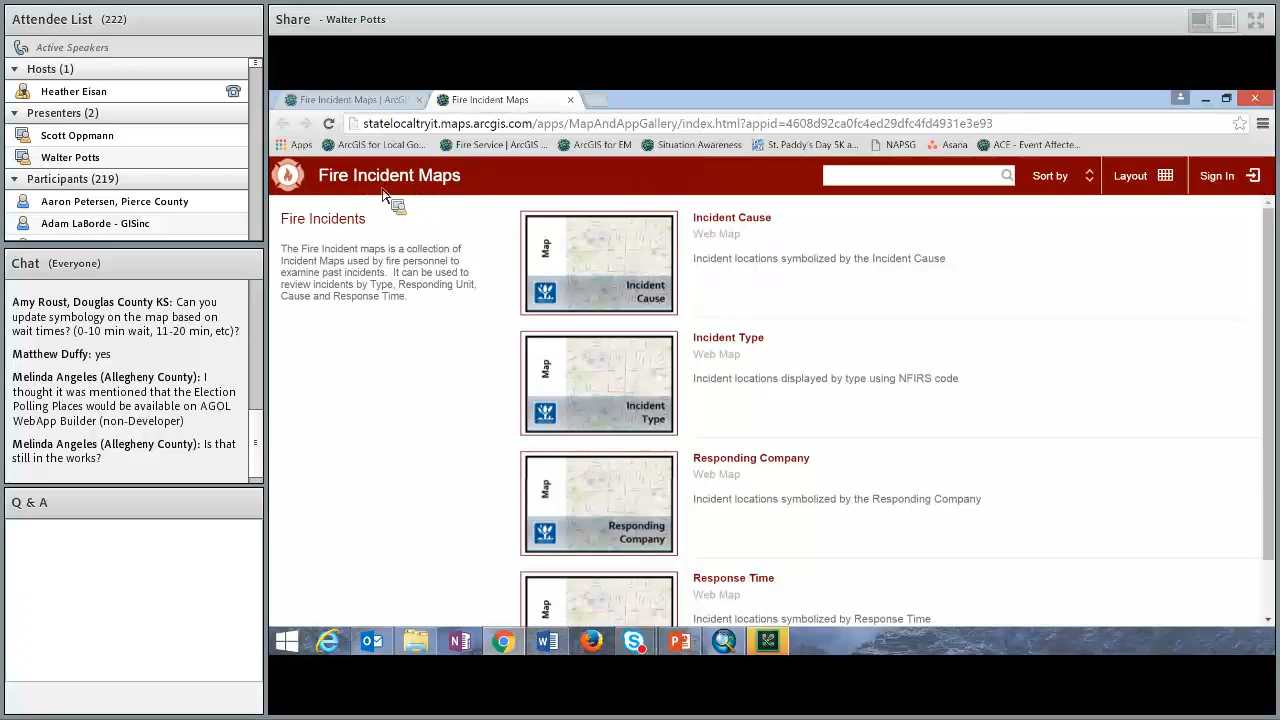 Attendee List (222)
Active Speakers
Hosts (1)
Heather Eisan
Presenters (2)
Scott Oppmann
Walter Potts
Participants (219)
Aaron Petersen, Pierce County
Adam LaBorde - GISinc
Chat (Everyone)
Amy Roust, Douglas County KS: Can you
update symbology on the map based on
wait times? (0-10 min wait, 11-20 min, etc)?
Matthew Duffy: yes
Melinda Angeles (Allegheny County): I
thought it was mentioned that the Election
Polling Places would be available on AGOL
WebApp Builder (non-Developer)
Melinda Angeles (Allegheny County): Is that
still in the works?
Q & A
Share - Walter Potts
Fire Incident Maps | ArcGI
Fire Incident Maps
statelocaltryit.maps.arcgis.com/apps/MapAndAppGallery/index.html?appid=4608d92ca0fc4ed29dfc4fd4931e3e93
Apps ArcGIS for Local Go... Fire Service | ArcGIS ... ArcGIS for EM Situation Awareness St. Paddy's Day 5K a... NAPSG Asana ACE - Event Affecte...
Fire Incident Maps
Sort by
Layout
Sign In
Fire Incidents
The Fire Incident maps is a collection of
Incident Maps used by fire personnel to
examine past incidents. It can be used to
review incidents by Type, Responding Unit,
Cause and Response Time.
Map
Incident
Cause
Incident Cause
Web Map
Incident locations symbolized by the Incident Cause
Map
Incident
Type
Incident Type
Web Map
Incident locations displayed by type using NFIRS code
Map
Responding
Company
Responding Company
Web Map
Incident locations symbolized by the Responding Company
Map
Response Time
Web Map
Incident locations symbolized by Response Time